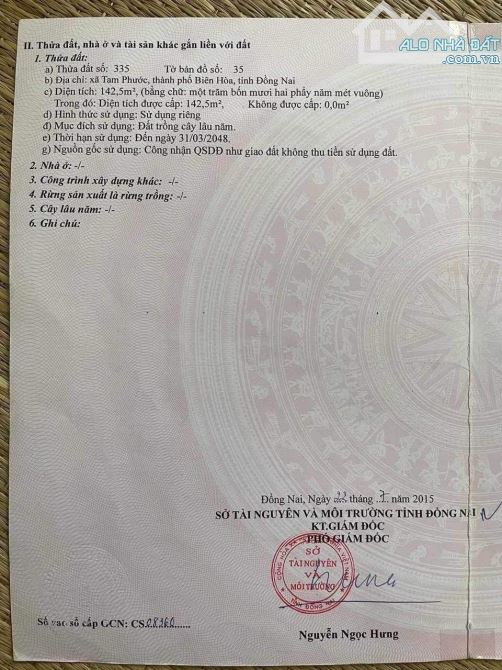 ALO NHÀ ĐẤT
II. Thửa đất, nhà ở và tài sản khác gắn liền với đất
1. Thửa đất:
a) Thửa đất số: 335 Tờ bản đồ số: 35
b) Địa chỉ: xã Tam Phước, thành phố Biên Hòa, tỉnh Đồng Nai
c) Diện tích: 142,5m², (bằng chữ: một trăm bốn mươi hai phẩy năm mét vuông)
Trong đó: Diện tích được cấp: 142,5m², Không được cấp: 0,0m²
d) Hình thức sử dụng: Sử dụng riêng
đ) Mục đích sử dụng: Đất trồng cây lâu năm.
e) Thời hạn sử dụng: Đến ngày 31/03/2048.
g) Nguồn gốc sử dụng: Công nhận QSDĐ như giao đất không thu tiền sử dụng đất.
2. Nhà ở: -/-
3. Công trình xây dựng khác: -/-
4. Rừng sản xuất là rừng trồng: -/-
5. Cây lâu năm: -/-
6. Ghi chú:
Đồng Nai, Ngày 22 tháng 7 năm 2015
SỞ TÀI NGUYÊN VÀ MÔI TRƯỜNG TỈNH ĐỒNG NAI
KT.GIÁM ĐỐC
PHÓ GIÁM ĐỐC
SỞ
TÀI NGUYÊN
VÀ
MÔI TRƯỜNG
TỈNH ĐỒNG NAI
Số vào sổ cấp GCN: CS 08360
Nguyễn Ngọc Hưng